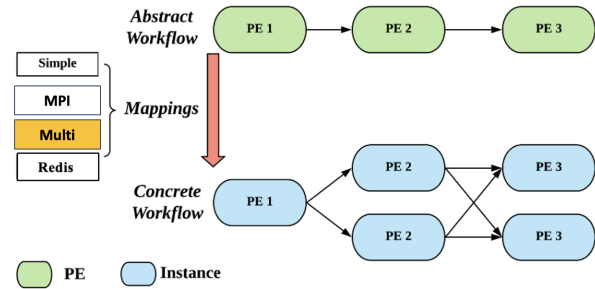 Abstract
Workflow
PE 1
PE 2
PE 3
Simple
MPI
Multi
Redis
Mappings
Concrete
Workflow
PE 1
PE 2
PE 3
PE 2
PE 3
PE
Instance